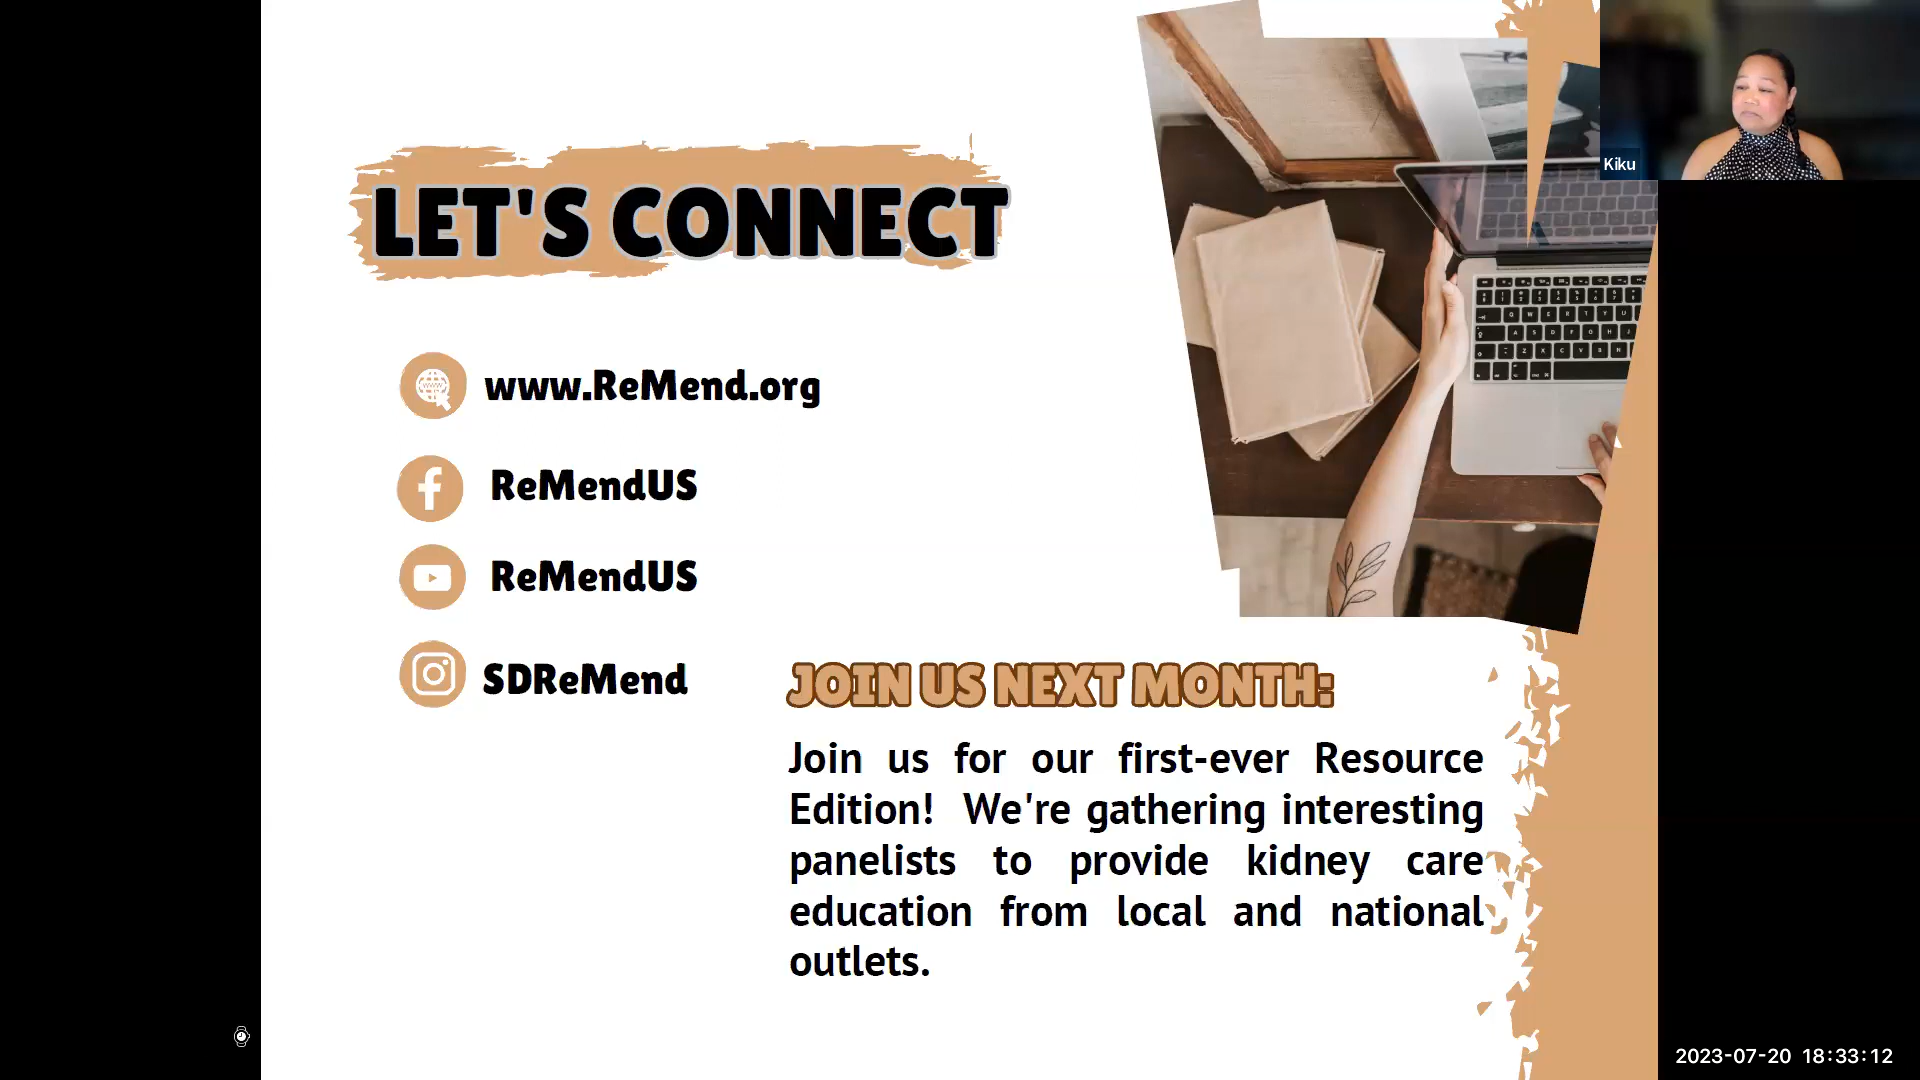 LET'S CONNECT
Kiku
www.ReMend.org
ReMendUS
ReMendUS
SDReMend
JOIN US NEXT MONTH:
Join us for our first-ever Resource
Edition! We're gathering interesting
panelists to provide kidney care
education from local and national
outlets.
2023-07-20 18:33:12